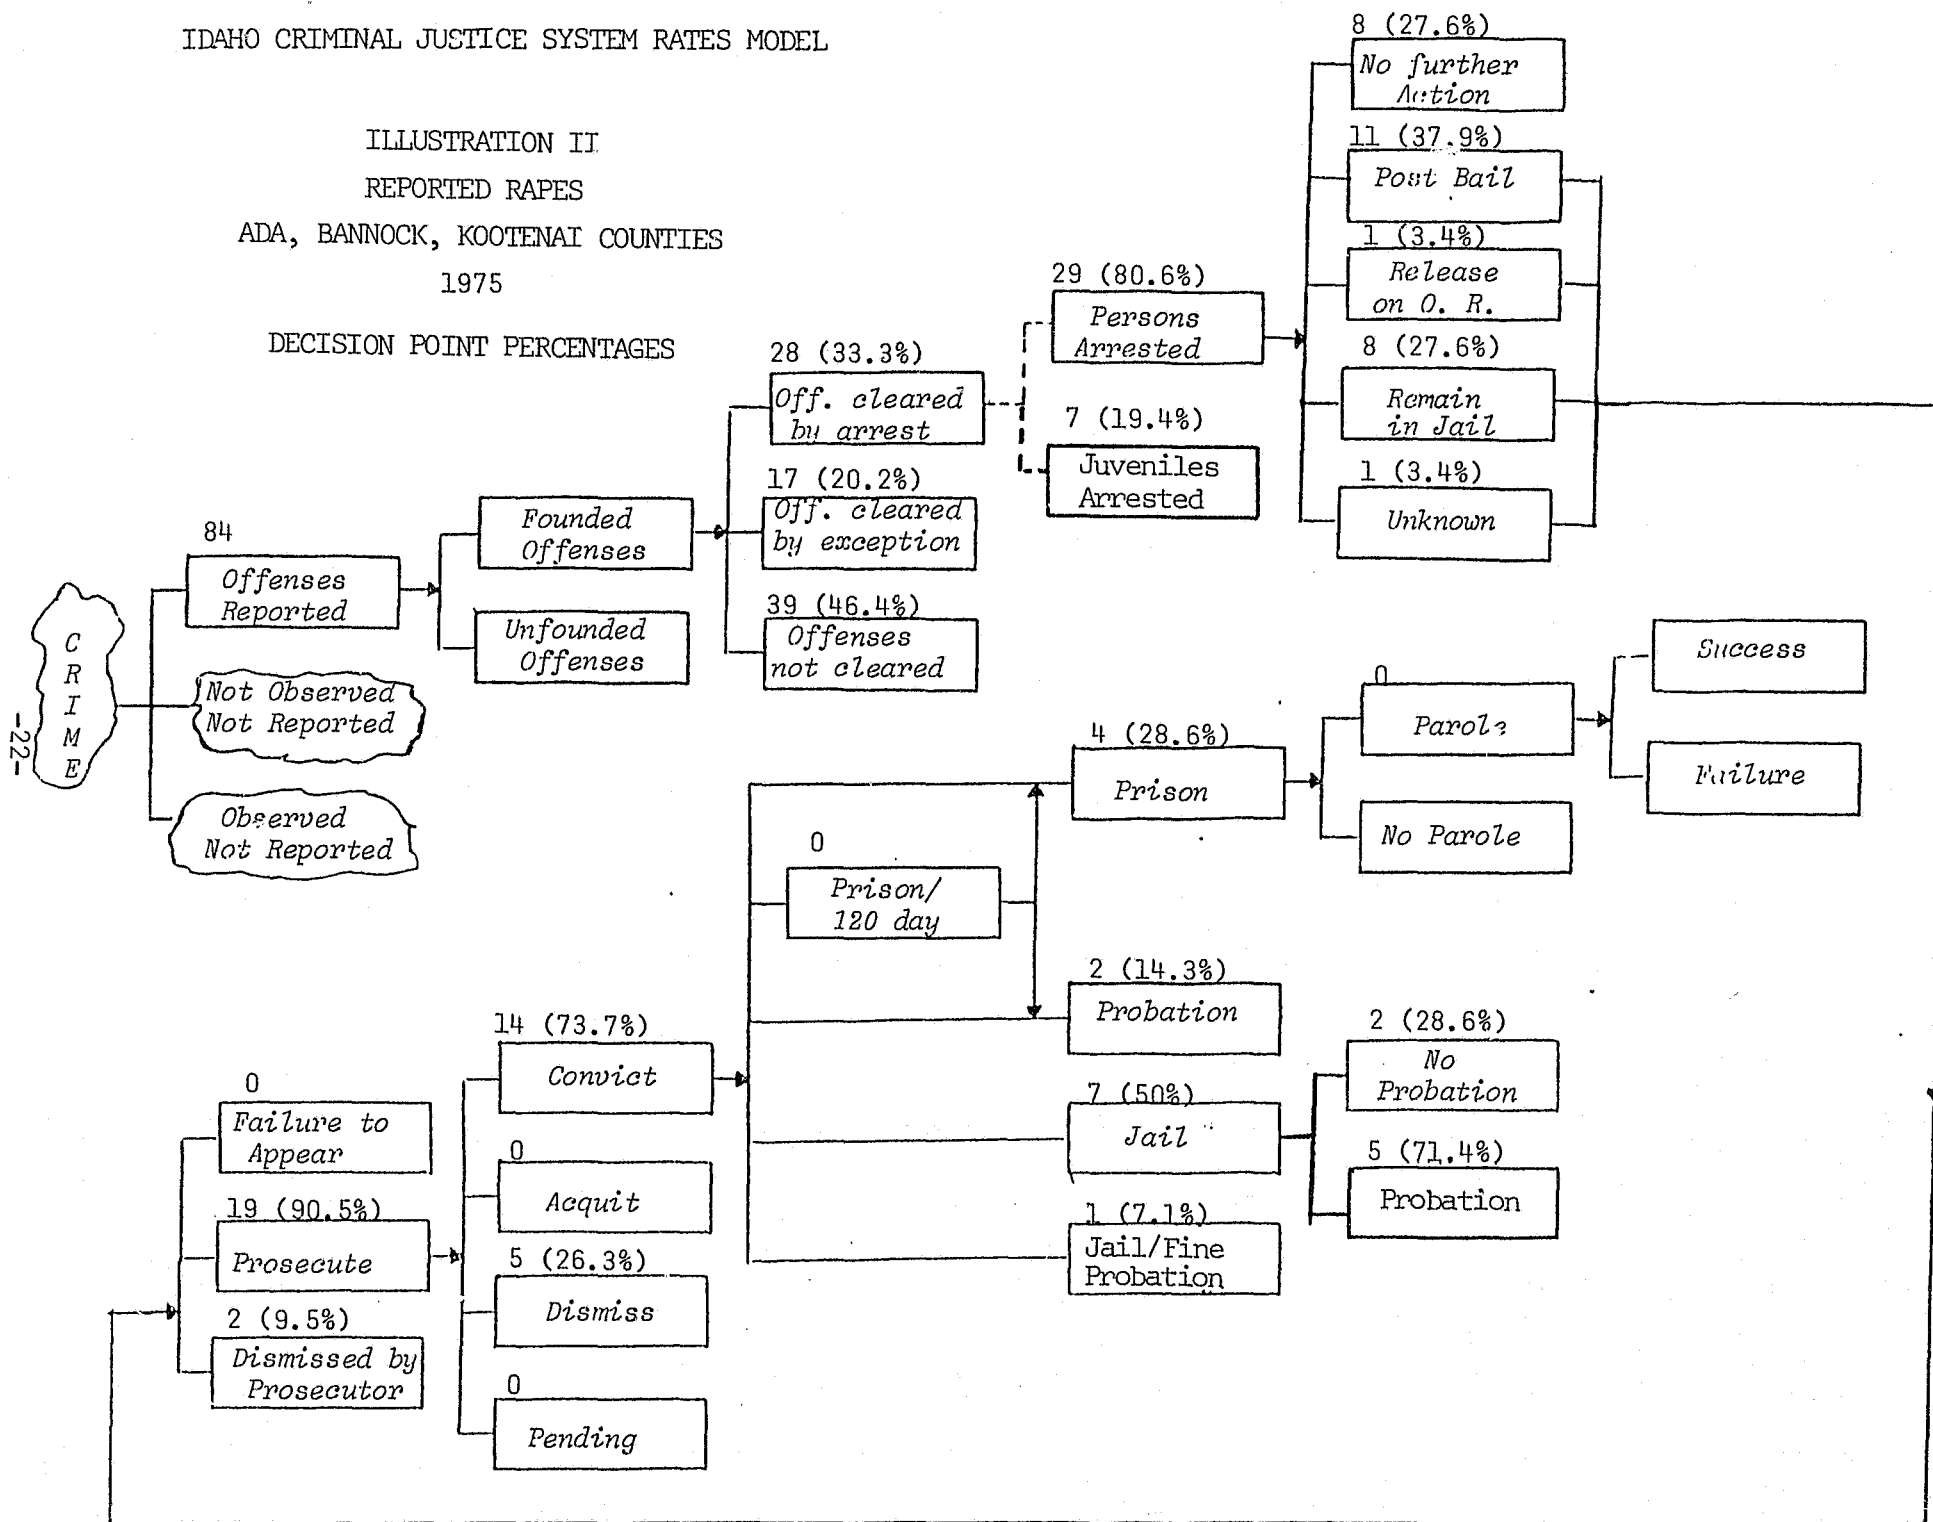 IDAHO CRIMINAL JUSTICE SYSTEM RATES MODEL
ILLUSTRATION II
REPORTED RAPES
ADA, BANNOCK, KOOTENAI COUNTIES
1975
DECISION POINT PERCENTAGES
CRIME
84
Offenses
Reported
Not Observed
Not Reported
Observed
Not Reported
Founded
Offenses
Unfounded
Offenses
28 (33.3%)
Off. cleared
by arrest
17 (20.2%)
Off. cleared
by exception
39 (46.4%)
Offenses
not cleared
29 (80.6%)
Persons
Arrested
7 (19.4%)
Juveniles
Arrested
8 (27.6%)
No further
Action
11 (37.9%)
Post Bail
1 (3.4%)
Release
on O. R.
8 (27.6%)
Remain
in Jail
1 (3.4%)
Unknown
0
Failure to
Appear
19 (90.5%)
Prosecute
2 (9.5%)
Dismissed by
Prosecutor
14 (73.7%)
Convict
0
Acquit
5 (26.3%)
Dismiss
0
Pending
0
Prison/
120 day
4 (28.6%)
Prison
2 (14.3%)
Probation
7 (50%)
Jail
1 (7.1%)
Jail/Fine
Probation
0
Parole
No Parole
Success
Failure
2 (28.6%)
No
Probation
5 (71.4%)
Probation
-22-